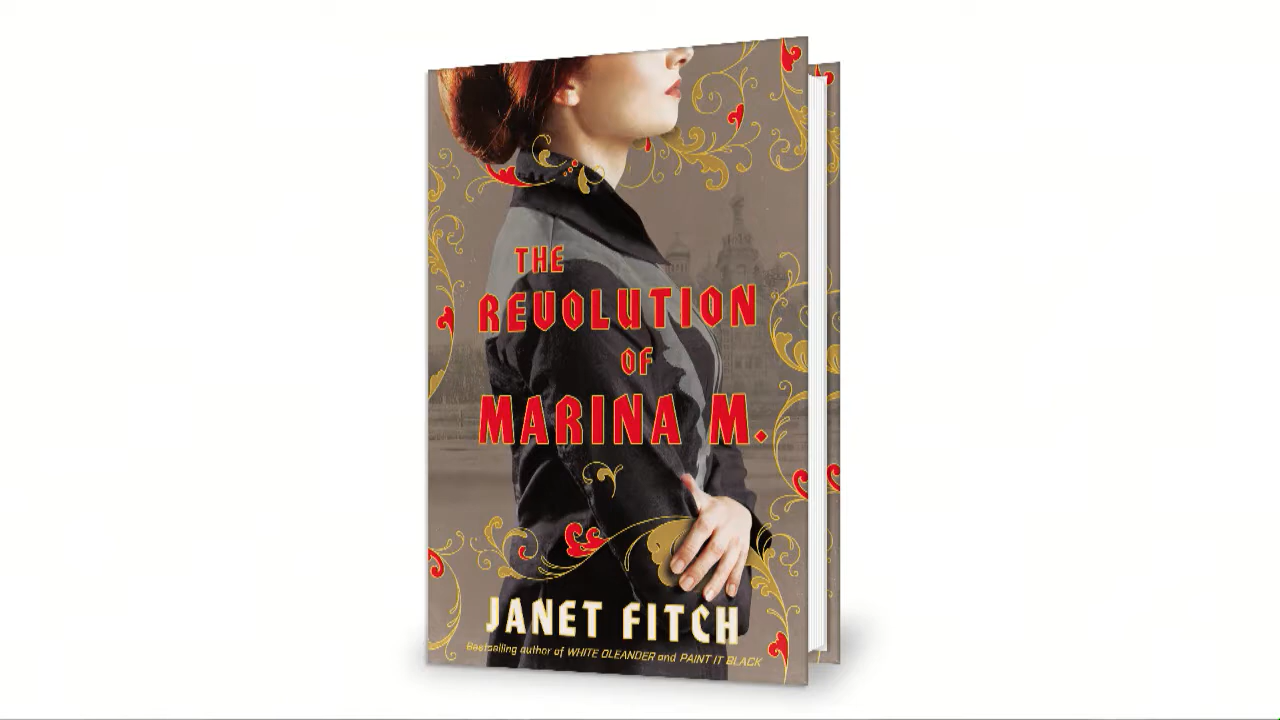 THE
REVOLUTION
OF
MARINA M.
JANET FITCH
Bestselling author of WHITE OLEANDER and PAINT IT BLACK